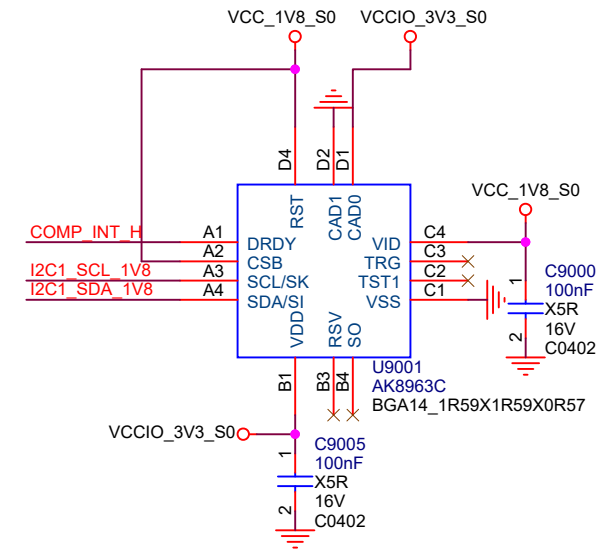 VCC_1V8_S0
VCCIO_3V3_S0
D4
D2
D1
RST
CAD1
CAD0
VCC_1V8_S0
COMP_INT_H
A1
DRDY
VID
C4
A2
CSB
TRG
C3
I2C1_SCL_1V8
A3
SCL/SK
TST1
C2
I2C1_SDA_1V8
A4
SDA/SI
VSS
C1
1
2
C9000
100nF
X5R
16V
C0402
VDD
RSV
SO
B1
B3
B4
U9001
AK8963C
BGA14_1R59X1R59X0R57
VCCIO_3V3_S0
1
2
C9005
100nF
X5R
16V
C0402